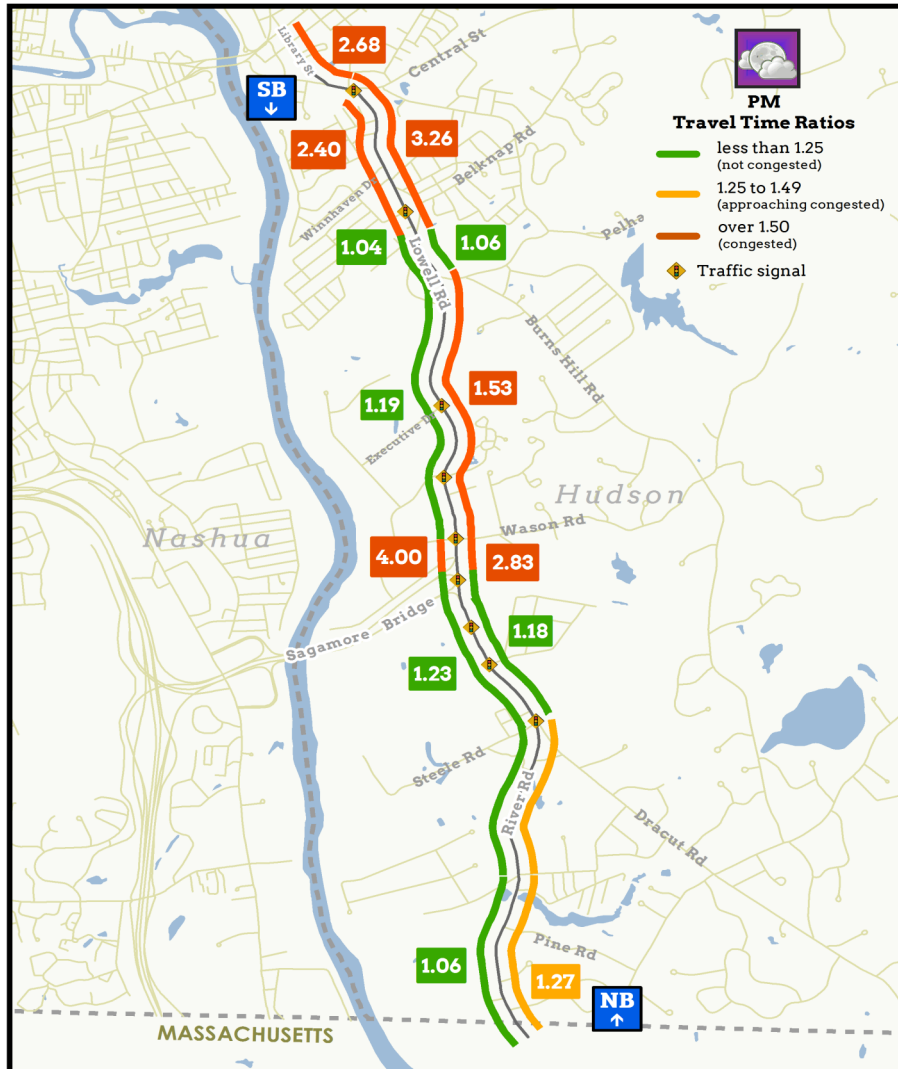 2.68
Library St
Central St
SB
2.40
3.26
Belknap Rd
Winnhaven Dr
1.04
1.06
Pelha
Lowell Rd
Burns Hill Rd
1.53
1.19
Executive Dr
Hudson
Nashua
Wason Rd
4.00
2.83
Sagamore Bridge
1.18
1.23
Steele Rd
River Rd
Dracut Rd
Pine Rd
1.06
1.27
NB
MASSACHUSETTS
PM
Travel Time Ratios
less than 1.25
(not congested)
1.25 to 1.49
(approaching congested)
over 1.50
(congested)
Traffic signal